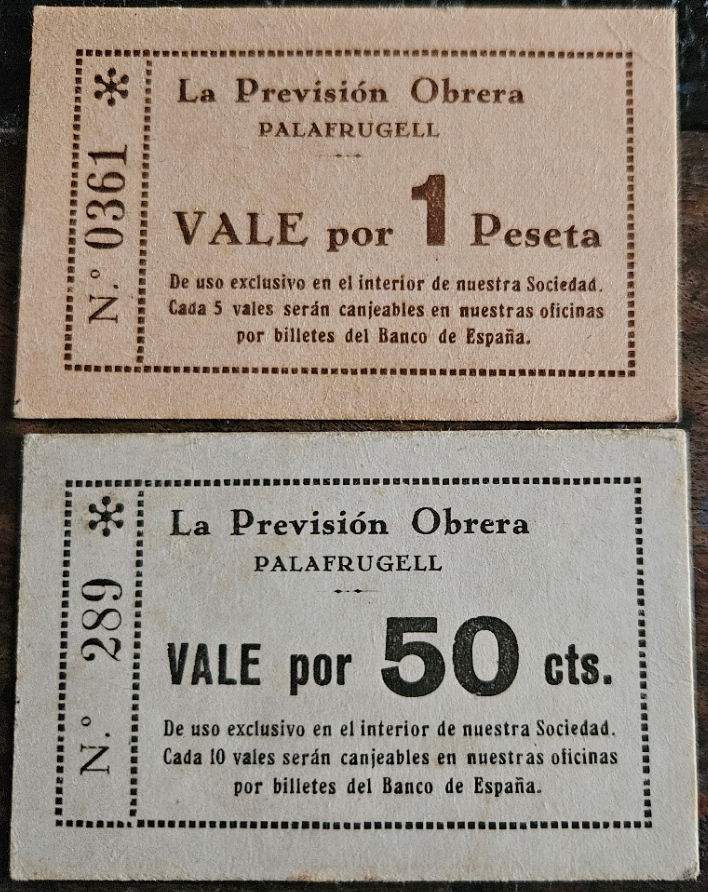 N.º 0361 *
La Previsión Obrera
PALAFRUGELL
VALE por 1 Peseta
De uso exclusivo en el interior de nuestra Sociedad.
Cada 5 vales serán canjeables en nuestras oficinas
por billetes del Banco de España.
N.º 289 *
La Previsión Obrera
PALAFRUGELL
VALE por 50 cts.
De uso exclusivo en el interior de nuestra Sociedad.
Cada 10 vales serán canjeables en nuestras oficinas
por billetes del Banco de España.